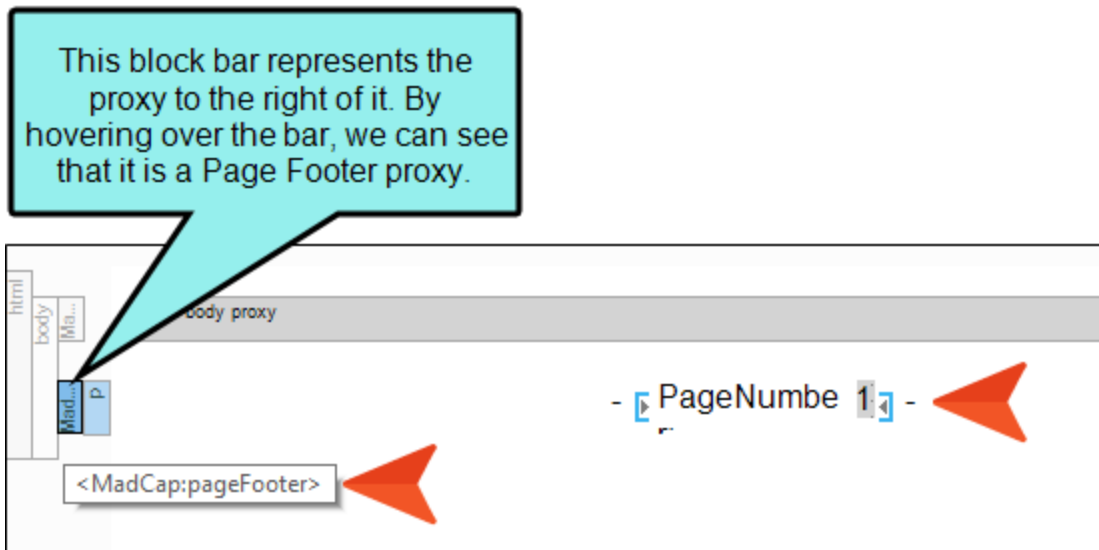 This block bar represents the
proxy to the right of it. By
hovering over the bar, we can see
that it is a Page Footer proxy.
html
body
Ma...
body proxy
Mad...
p
- PageNumbe 1 -
<MadCap:pageFooter>